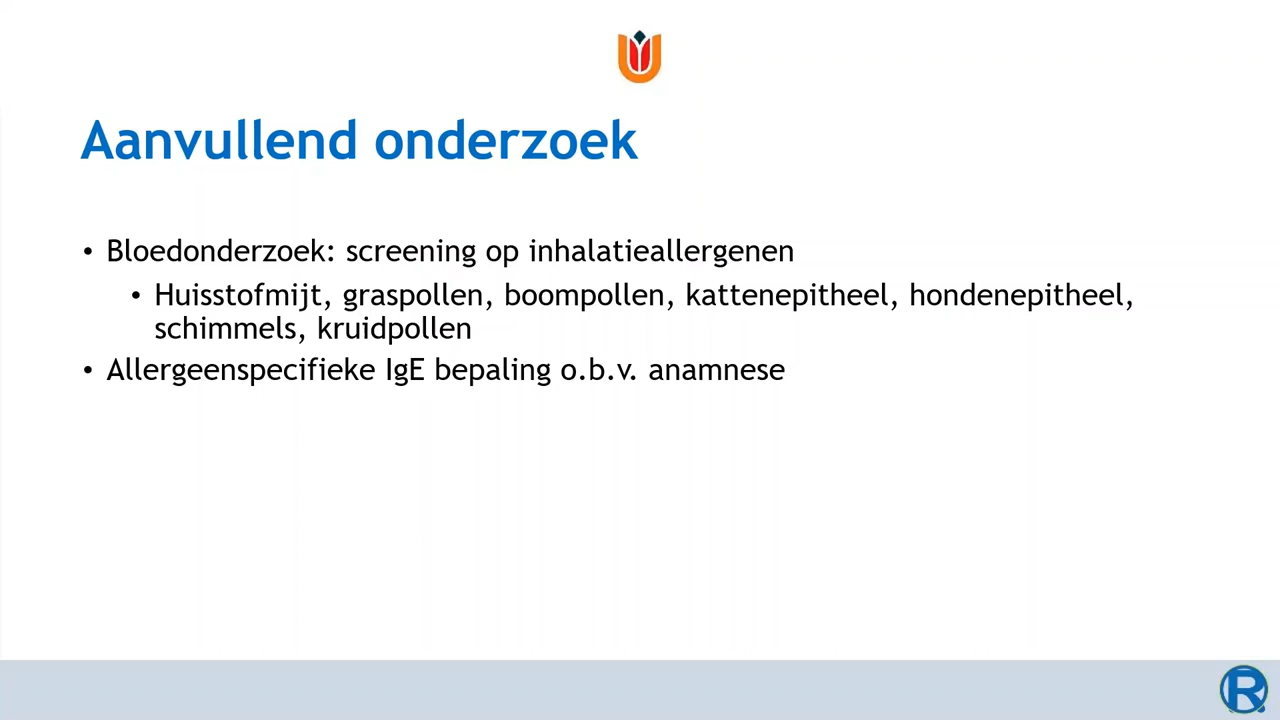 Aanvullend onderzoek
• Bloedonderzoek: screening op inhalatieallergenen
• Huisstofmijt, graspollen, boompollen, kattenepitheel, hondenepitheel,
schimmels, kruidpollen
• Allergeenspecifieke IgE bepaling o.b.v. anamnese
R